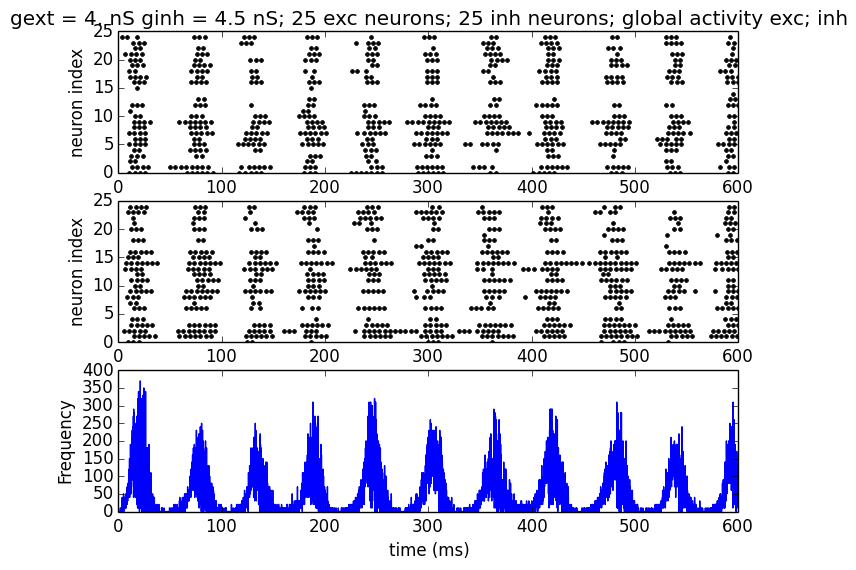 gext = 4. nS ginh = 4.5 nS; 25 exc neurons; 25 inh neurons; global activity exc; inh
25
20
15
10
5
0
neuron index
0 100 200 300 400 500 600
25
20
15
10
5
0
neuron index
0 100 200 300 400 500 600
400
350
300
250
200
150
100
50
0
Frequency
0 100 200 300 400 500 600
time (ms)